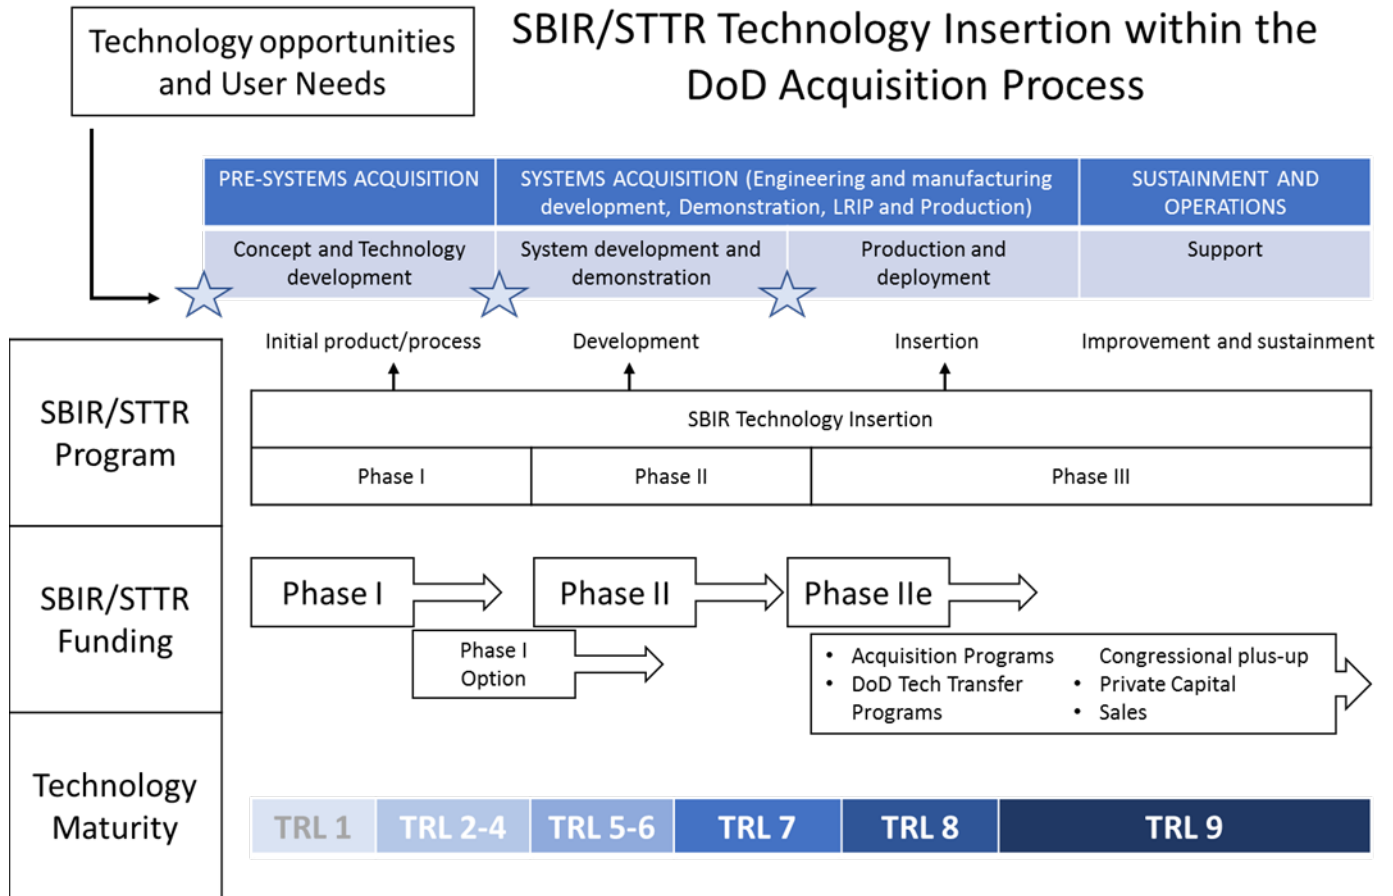 Technology opportunities
and User Needs
SBIR/STTR Technology Insertion within the
DoD Acquisition Process
PRE-SYSTEMS ACQUISITION
SYSTEMS ACQUISITION (Engineering and manufacturing
development, Demonstration, LRIP and Production)
SUSTAINMENT AND
OPERATIONS
Concept and Technology
development
System development and
demonstration
Production and
deployment
Support
Initial product/process
Development
Insertion
Improvement and sustainment
SBIR/STTR
Program
SBIR Technology Insertion
Phase I
Phase II
Phase III
SBIR/STTR
Funding
Phase I
Phase II
Phase IIe
Phase I
Option
• Acquisition Programs
• DoD Tech Transfer
Programs
Congressional plus-up
• Private Capital
• Sales
Technology
Maturity
TRL 1
TRL 2-4
TRL 5-6
TRL 7
TRL 8
TRL 9